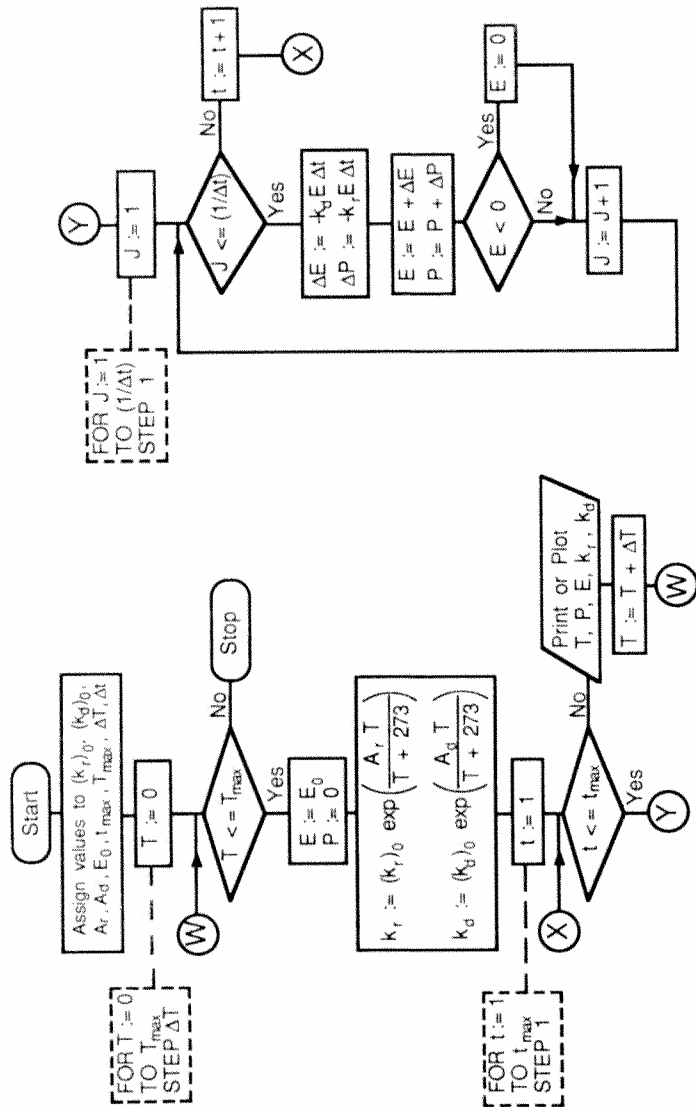 Start
Assign values to (k_r)_0, (k_d)_0,
A_r, A_d, E_0, t_max, T_max, ΔT, Δt
FOR T := 0
TO T_max
STEP ΔT
T := 0
W
T <= T_max
No
Stop
Yes
E := E_0
P := 0
k_r := (k_r)_0 exp(A_r T / T + 273)
k_d := (k_d)_0 exp(A_d T / T + 273)
FOR t := 1
TO t_max
STEP 1
t := 1
X
t <= t_max
No
Print or Plot
T, P, E, k_r, k_d
T := T + ΔT
W
Yes
Y
Y
FOR J := 1
TO (1/Δt)
STEP 1
J := 1
J <= (1/Δt)
No
t := t + 1
X
Yes
ΔE := -k_d E Δt
ΔP := -k_r E Δt
E := E + ΔE
P := P + ΔP
E < 0
Yes
E := 0
No
J := J + 1